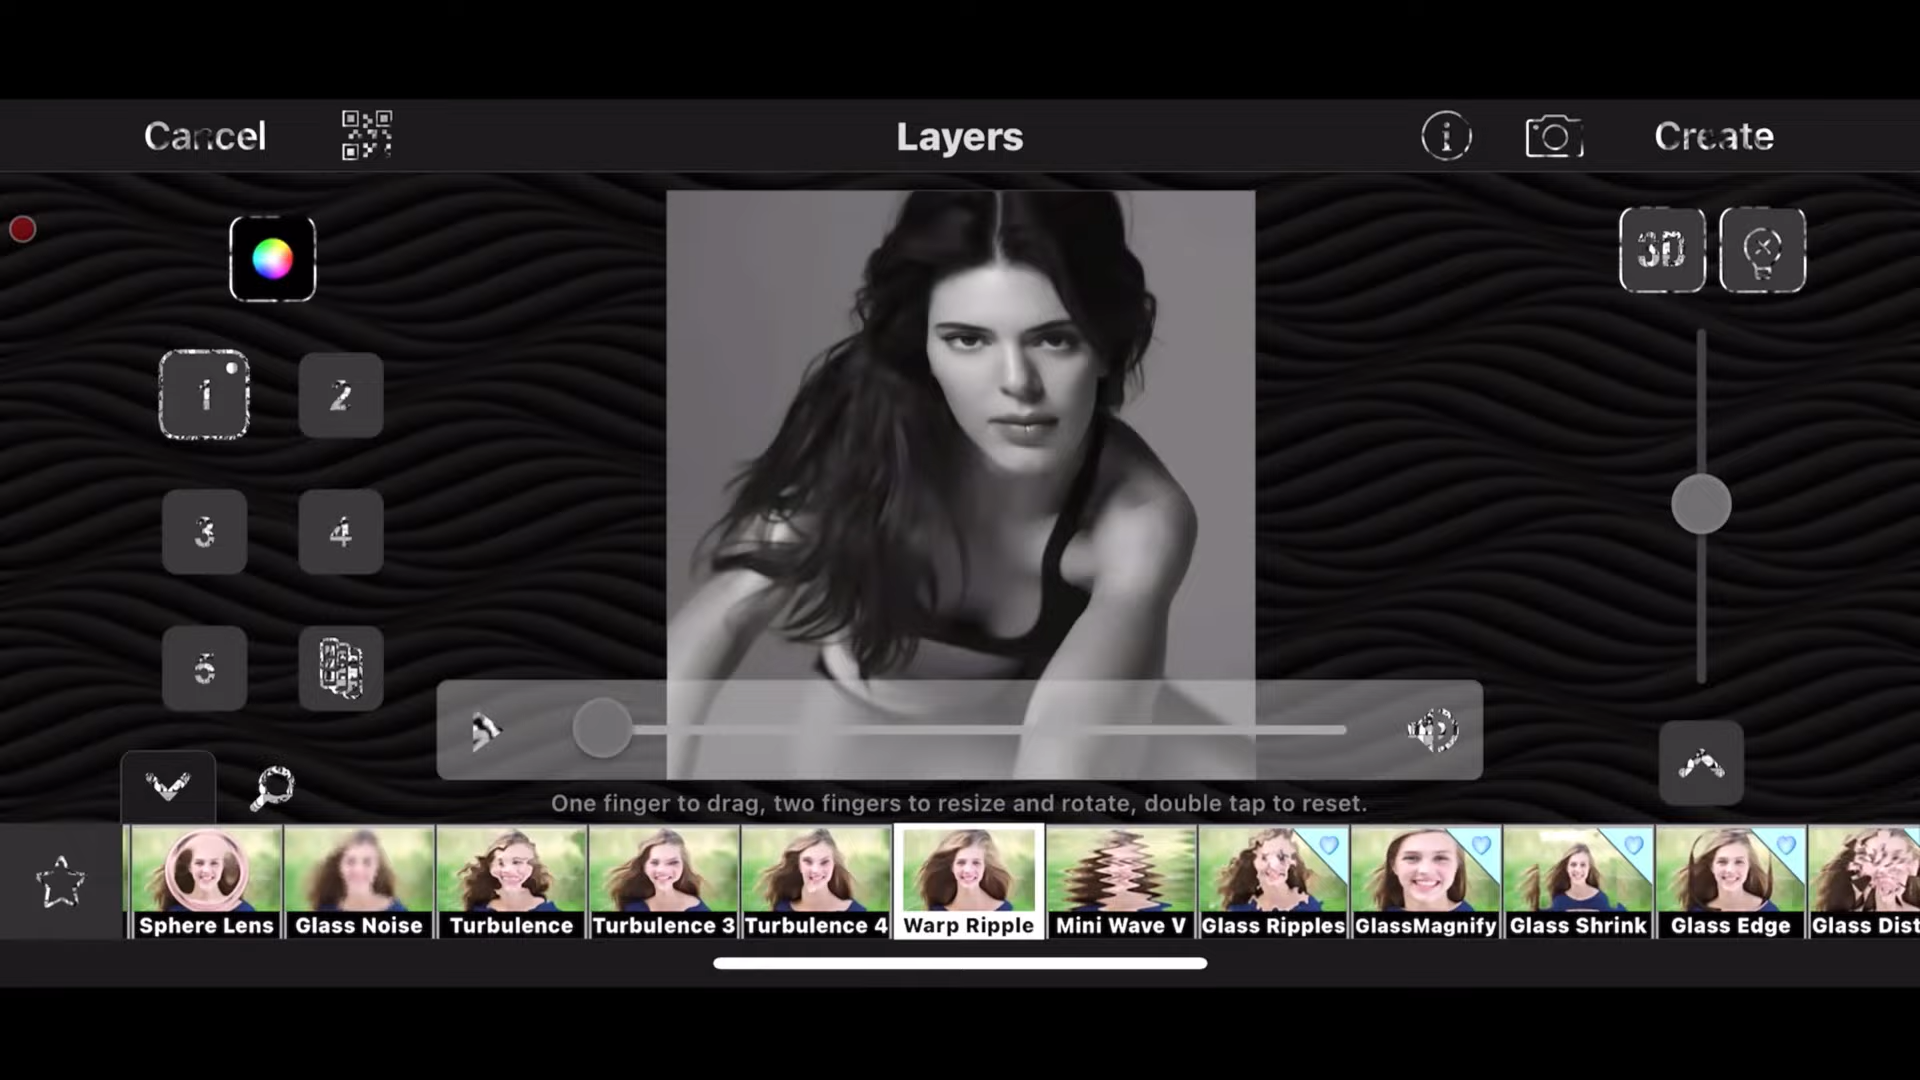 Cancel
Layers
Create
3D
1
2
3
4
5
One finger to drag, two fingers to resize and rotate, double tap to reset.
Sphere Lens
Glass Noise
Turbulence
Turbulence 3
Turbulence 4
Warp Ripple
Mini Wave V
Glass Ripples
GlassMagnify
Glass Shrink
Glass Edge
Glass Dist